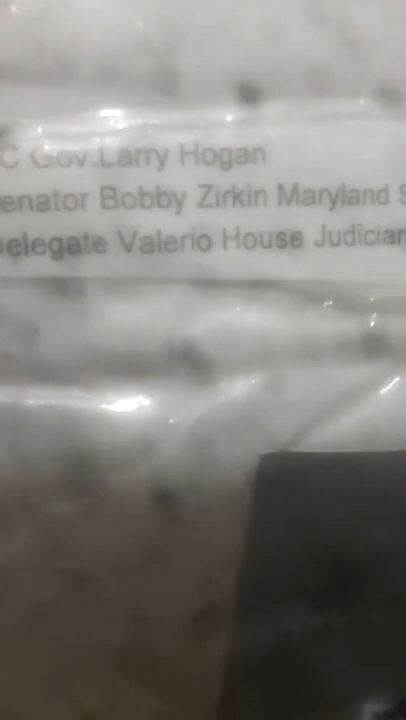 C Gov.Larry Hogan
enator Bobby Zirkin Maryland S
elegate Valerio House Judiciar